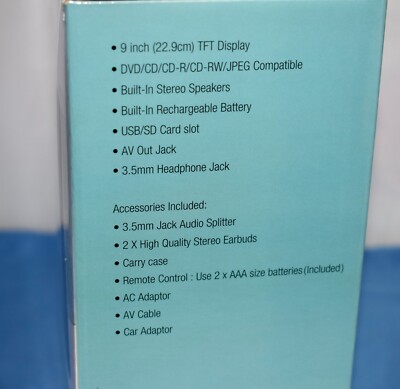 • 9 inch (22.9cm) TFT Display
• DVD/CD/CD-R/CD-RW/JPEG Compatible
• Built-In Stereo Speakers
• Built-In Rechargeable Battery
• USB/SD Card slot
• AV Out Jack
• 3.5mm Headphone Jack
Accessories Included:
• 3.5mm Jack Audio Splitter
• 2 X High Quality Stereo Earbuds
• Carry case
• Remote Control : Use 2 x AAA size batteries(Included)
• AC Adaptor
• AV Cable
• Car Adaptor